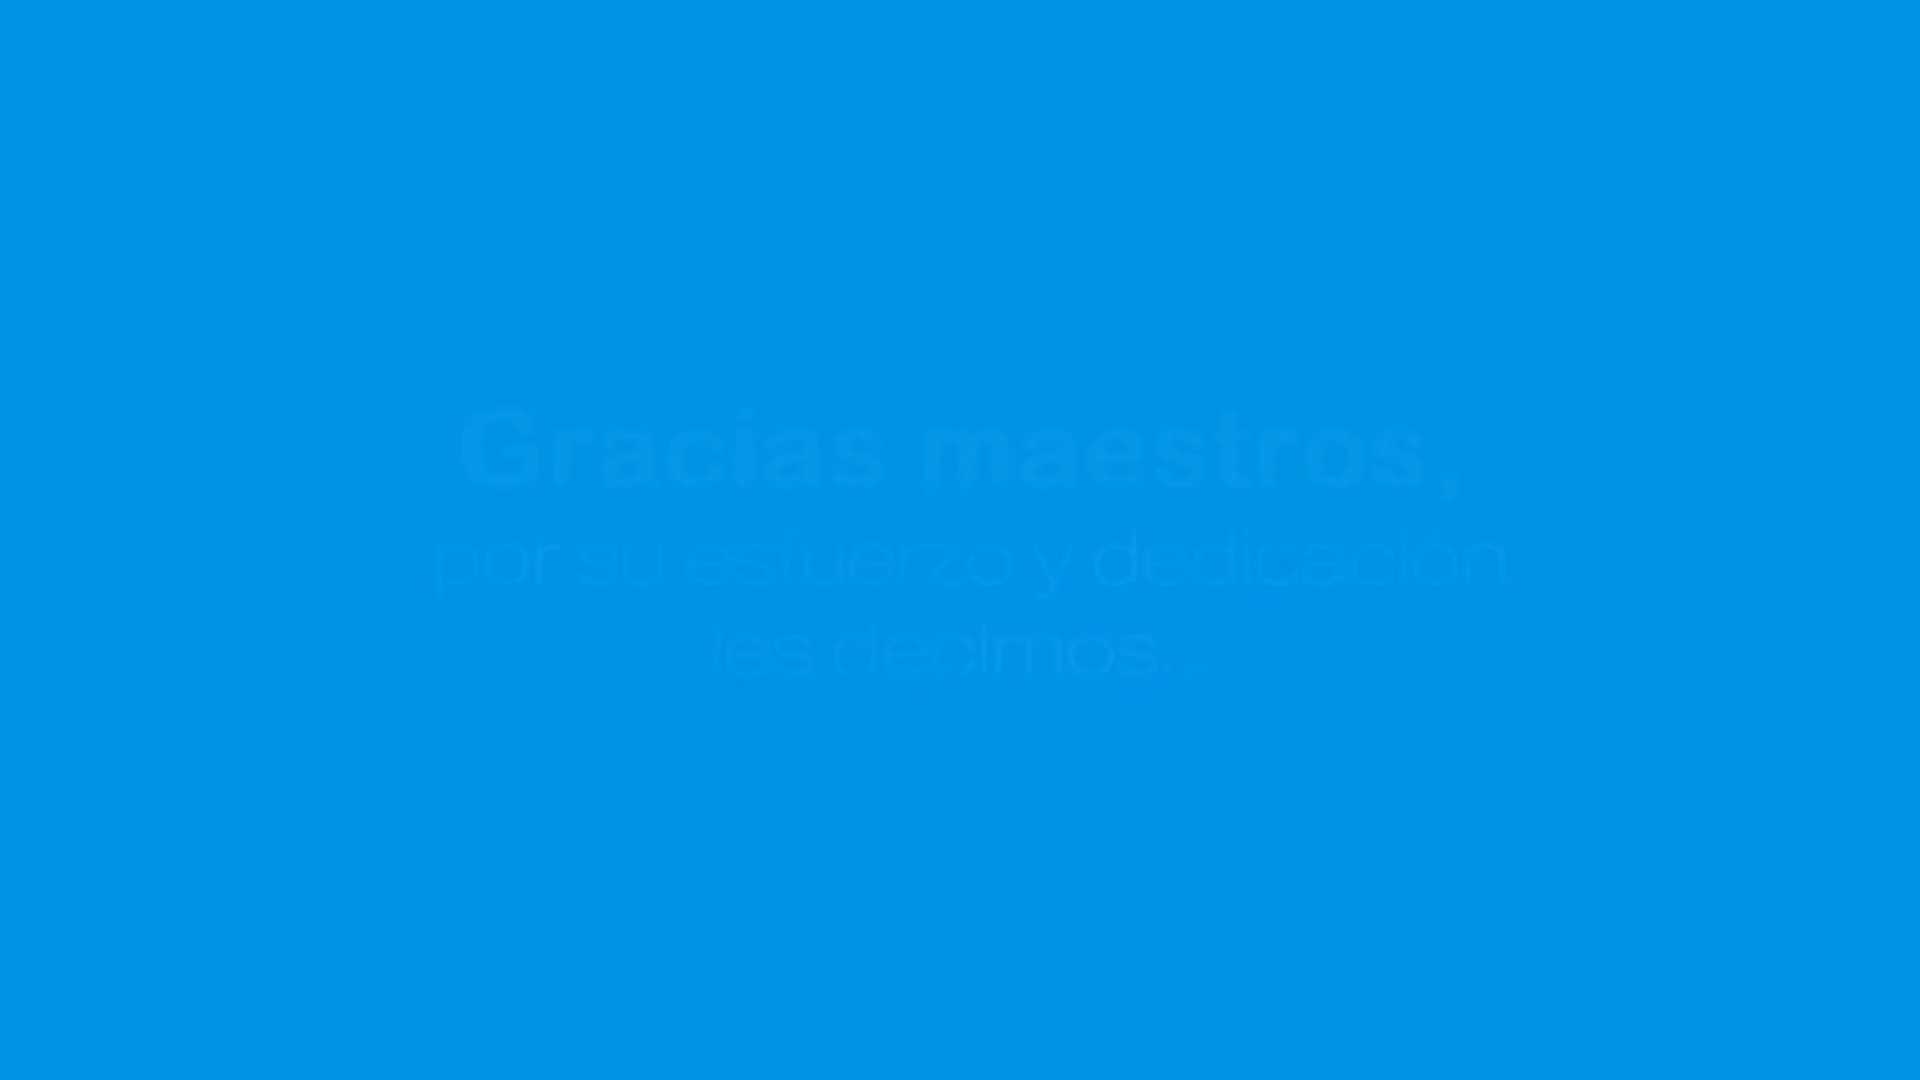 Gracias maestros,
por su esfuerzo y dedicación
les decimos...